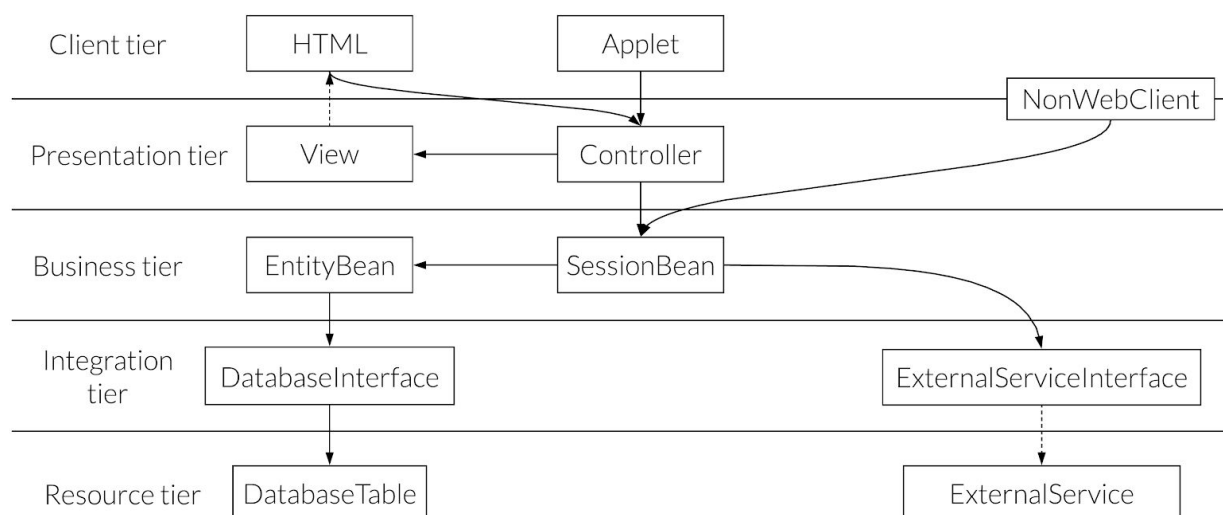 Client tier
HTML
Applet
NonWebClient
Presentation tier
View
Controller
Business tier
EntityBean
SessionBean
Integration
tier
DatabaseInterface
ExternalServiceInterface
Resource tier
DatabaseTable
ExternalService